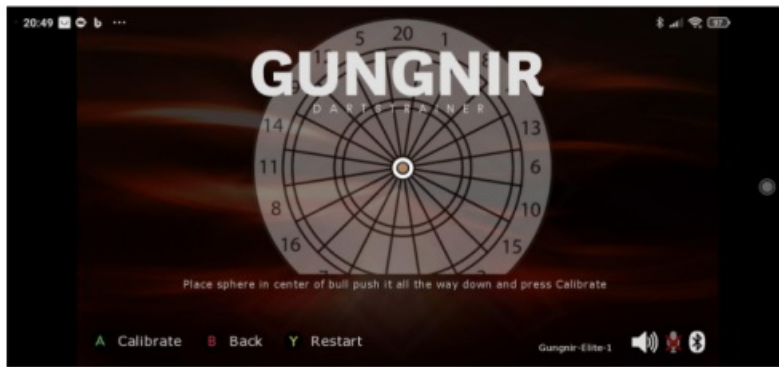 20:49 97
5 20 1
GUNGNIR
DARTSTRAINER
14 13
11 6
8 10
16 15
Place sphere in center of bull push it all the way down and press Calibrate
A Calibrate B Back Y Restart
Gungnir-Elite-1